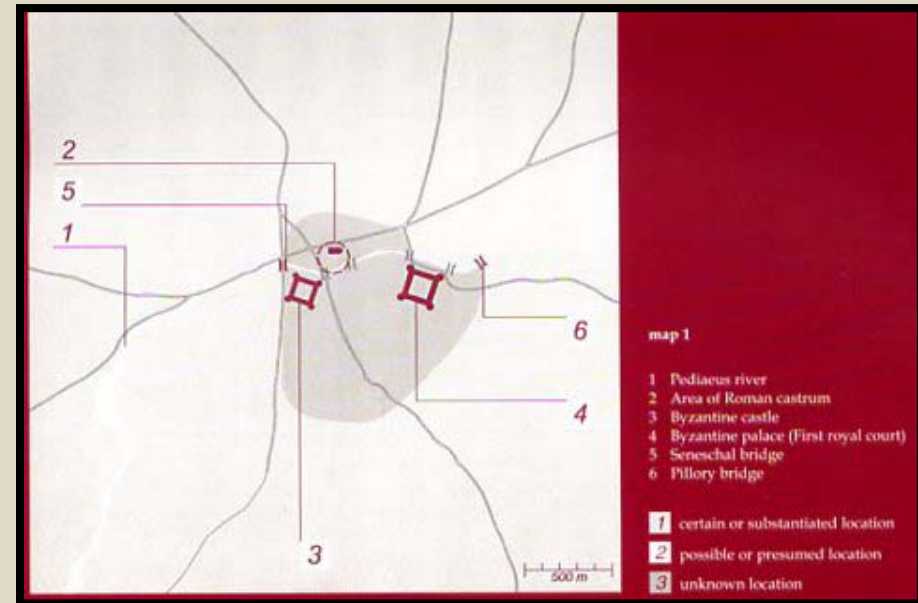 2
5
1
6
4
3
500 m
map 1
1 Pediaeus river
2 Area of Roman castrum
3 Byzantine castle
4 Byzantine palace (First royal court)
5 Seneschal bridge
6 Pillory bridge
1 certain or substantiated location
2 possible or presumed location
3 unknown location